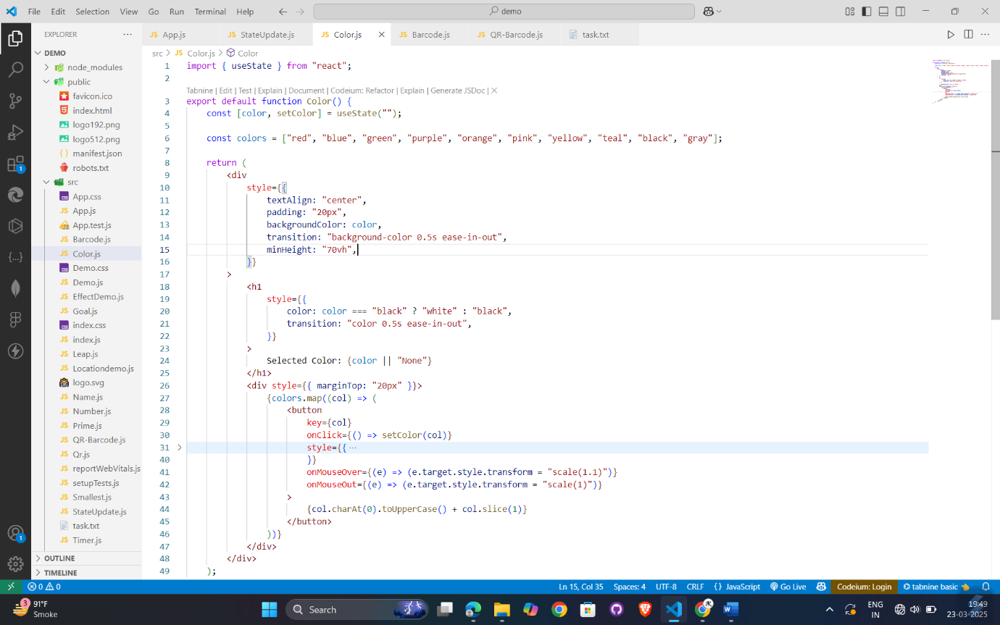 File Edit Selection View Go Run Terminal Help
demo
EXPLORER
DEMO
node_modules
public
favicon.ico
index.html
logo192.png
logo512.png
manifest.json
robots.txt
src
App.css
App.js
App.test.js
Barcode.js
Color.js
Demo.css
Demo.js
EffectDemo.js
Goal.js
index.css
index.js
Leap.js
Locationdemo.js
logo.svg
Name.js
Number.js
Prime.js
QR-Barcode.js
Qr.js
reportWebVitals.js
setupTests.js
Smallest.js
StateUpdate.js
task.txt
Timer.js
OUTLINE
TIMELINE
JS App.js JS StateUpdate.js JS Color.js JS Barcode.js JS QR-Barcode.js task.txt
src > JS Color.js > Color
1 import { useState } from "react";
2
Tabnine | Edit | Test | Explain | Document | Codeium: Refactor | Explain | Generate JSDoc | X
3 export default function Color() {
4 const [color, setColor] = useState("");
5
6 const colors = ["red", "blue", "green", "purple", "orange", "pink", "yellow", "teal", "black", "gray"];
7
8 return (
9 <div
10 style={{
11 textAlign: "center",
12 padding: "20px",
13 backgroundColor: color,
14 transition: "background-color 0.5s ease-in-out",
15 minHeight: "70vh",
16 }}
17 >
18 <h1
19 style={{
20 color: color === "black" ? "white" : "black",
21 transition: "color 0.5s ease-in-out",
22 }}
23 >
24 Selected Color: {color || "None"}
25 </h1>
26 <div style={{ marginTop: "20px" }}>
27 {colors.map((col) => (
28 <button
29 key={col}
30 onClick={() => setColor(col)}
31 style={{ ···
40 }}
41 onMouseOver={(e) => (e.target.style.transform = "scale(1.1)")}
42 onMouseOut={(e) => (e.target.style.transform = "scale(1)")}
43 >
44 {col.charAt(0).toUpperCase() + col.slice(1)}
45 </button>
46 ))}
47 </div>
48 </div>
49 );
0 0 Ln 15, Col 35 Spaces: 4 UTF-8 CRLF {} JavaScript Go Live Codeium: Login tabnine basic
3 91°F
Smoke
Search
ENG
IN
19:49
23-03-2025